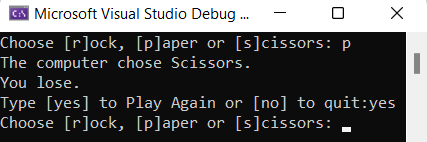 Microsoft Visual Studio Debug ...
Choose [r]ock, [p]aper or [s]cissors: p
The computer chose Scissors.
You lose.
Type [yes] to Play Again or [no] to quit:yes
Choose [r]ock, [p]aper or [s]cissors: